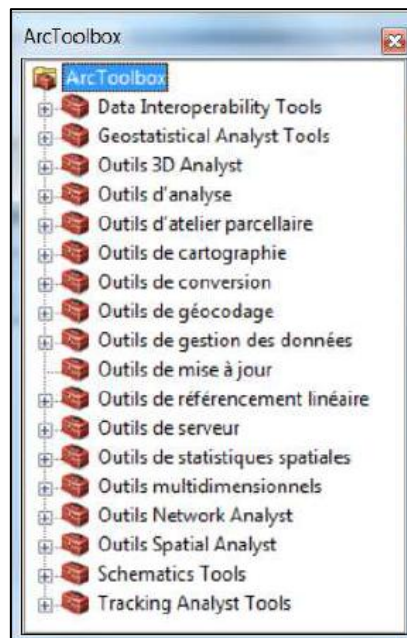 ArcToolbox
ArcToolbox
Data Interoperability Tools
Geostatistical Analyst Tools
Outils 3D Analyst
Outils d'analyse
Outils d'atelier parcellaire
Outils de cartographie
Outils de conversion
Outils de géocodage
Outils de gestion des données
Outils de mise à jour
Outils de référencement linéaire
Outils de serveur
Outils de statistiques spatiales
Outils multidimensionnels
Outils Network Analyst
Outils Spatial Analyst
Schematics Tools
Tracking Analyst Tools